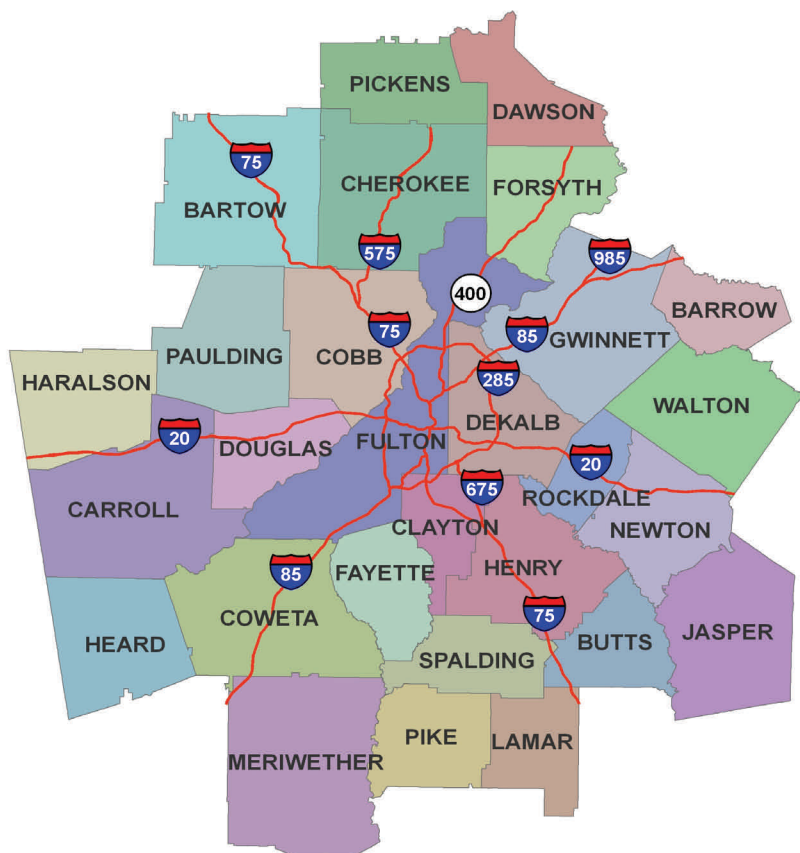 PICKENS
DAWSON
75
CHEROKEE
FORSYTH
BARTOW
575
985
400
BARROW
75
85
GWINNETT
PAULDING
COBB
HARALSON
285
WALTON
DEKALB
20
FULTON
DOUGLAS
20
675
ROCKDALE
CARROLL
CLAYTON
NEWTON
85
FAYETTE
HENRY
COWETA
75
JASPER
HEARD
BUTTS
SPALDING
PIKE
LAMAR
MERIWETHER